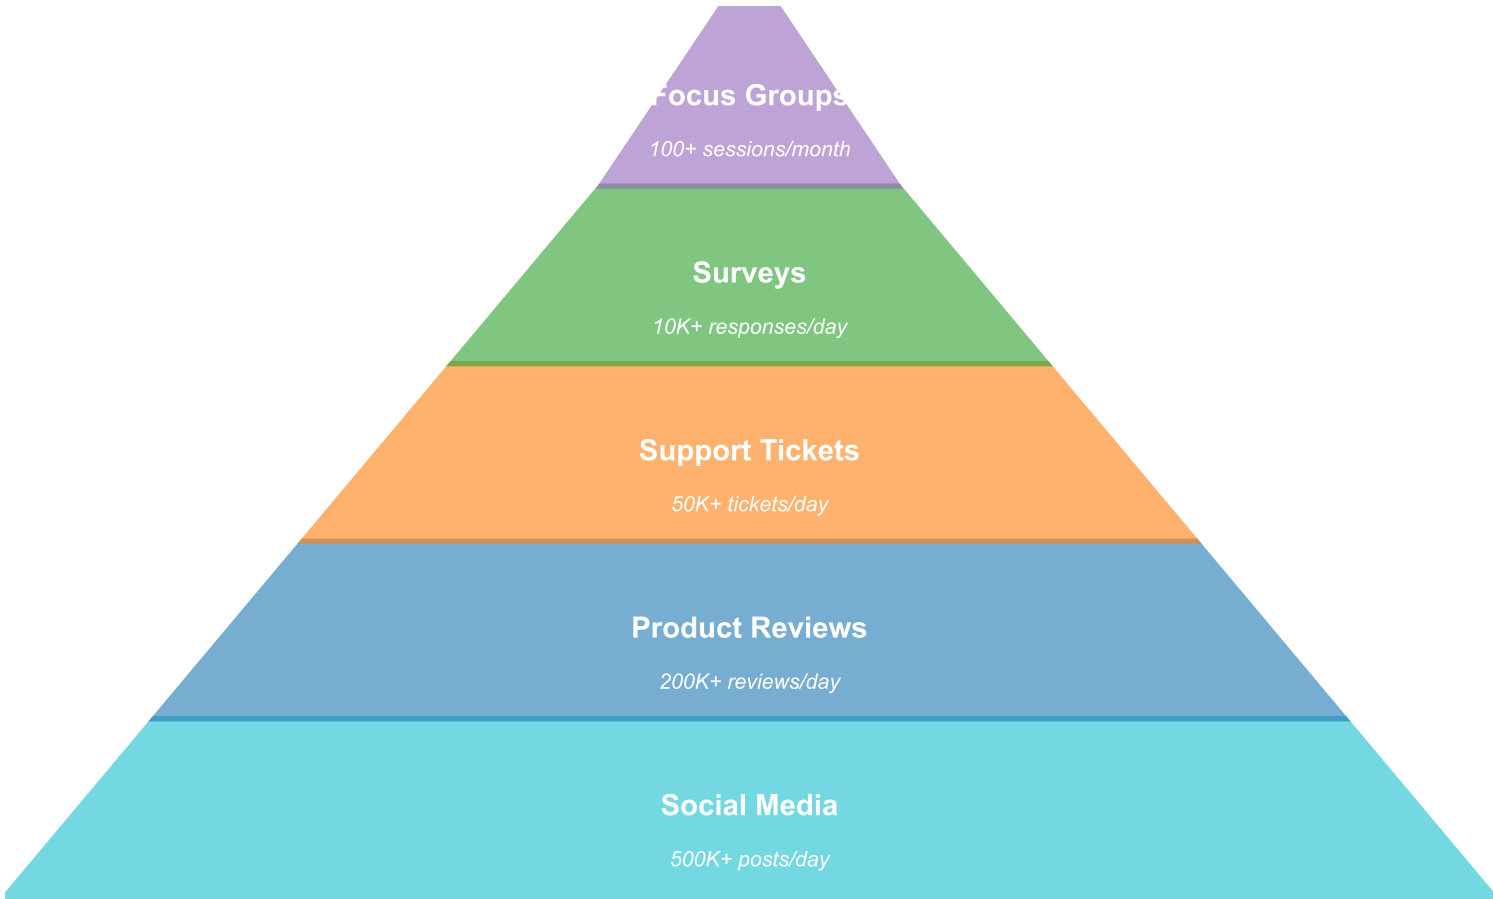 Focus Groups
100+ sessions/month
Surveys
10K+ responses/day
Support Tickets
50K+ tickets/day
Product Reviews
200K+ reviews/day
Social Media
500K+ posts/day